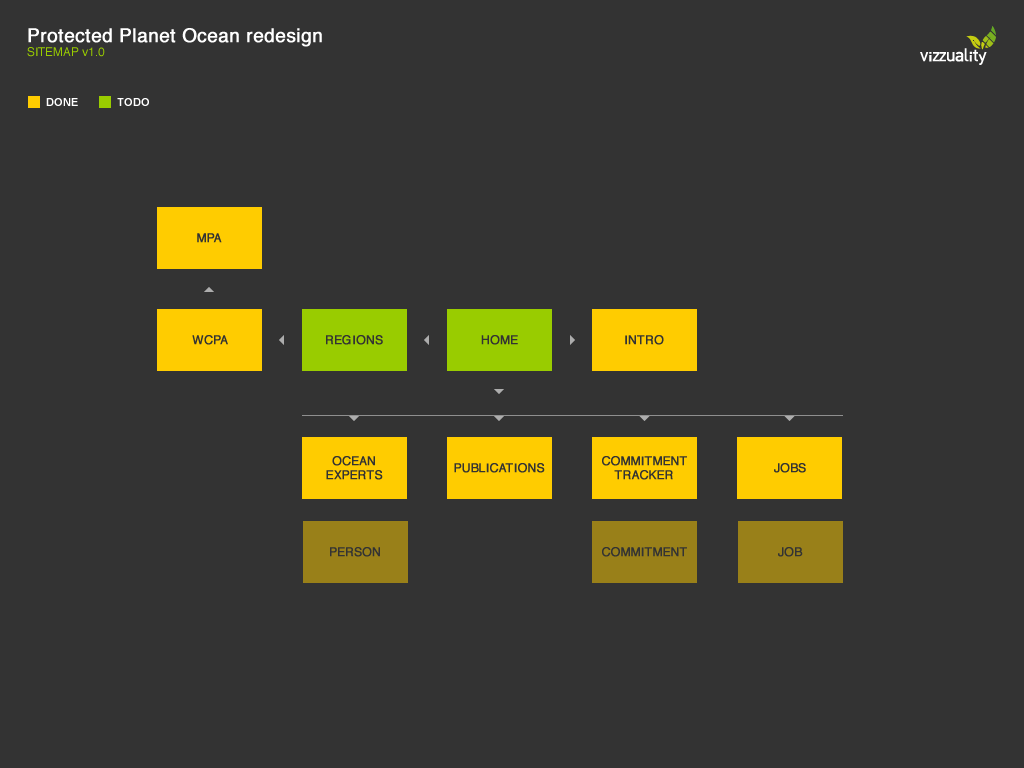 Protected Planet Ocean redesign
SITEMAP v1.0
vizzuality
DONE
TODO
MPA
WCPA
REGIONS
HOME
INTRO
OCEAN
EXPERTS
PUBLICATIONS
COMMITMENT
TRACKER
JOBS
PERSON
COMMITMENT
JOB